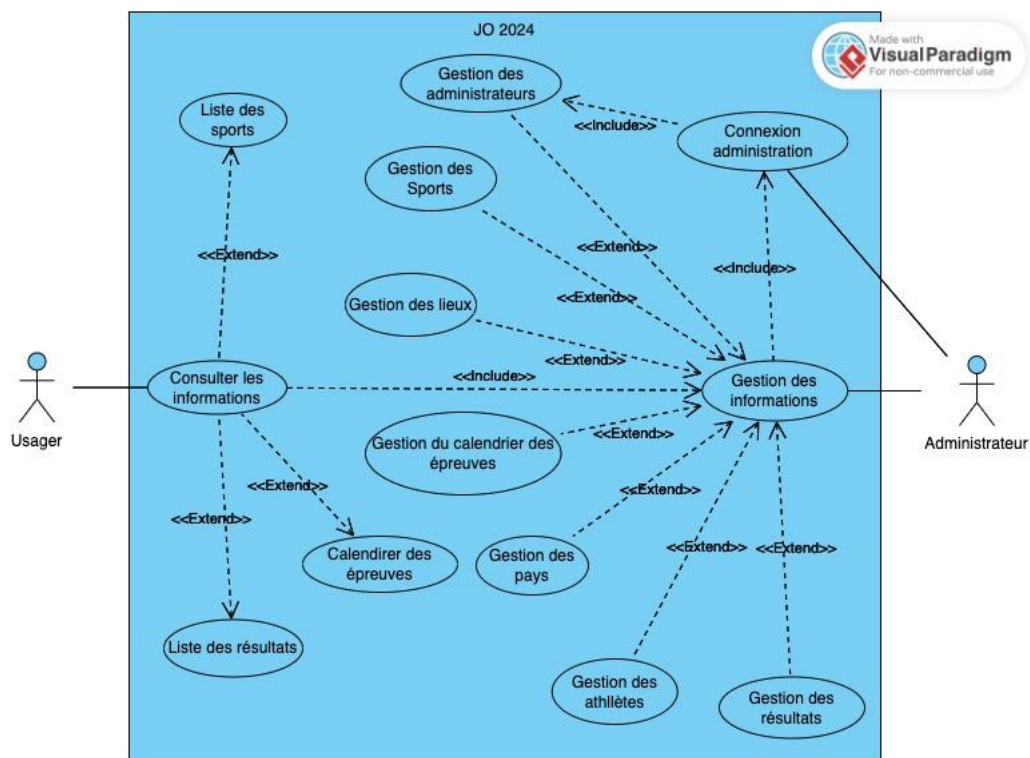 JO 2024
Made with
Visual Paradigm
For non-commercial use
Gestion des
administrateurs
Liste des
sports
<<Include>>
Connexion
administration
Gestion des
Sports
<<Extend>>
<<Extend>>
<<Include>>
<<Extend>>
Gestion des lieux
<<Extend>>
Consulter les
informations
<<Include>>
Gestion des
informations
Usager
Administrateur
Gestion du calendrier des
épreuves
<<Extend>>
<<Extend>>
<<Extend>>
<<Extend>>
<<Extend>>
<<Extend>>
Calendirer des
épreuves
Gestion des
pays
Liste des résultats
Gestion des
athllètes
Gestion des
résultats